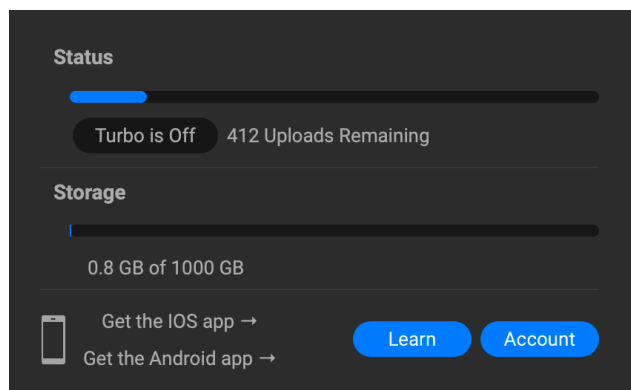 Status
Turbo is Off 412 Uploads Remaining
Storage
0.8 GB of 1000 GB
Get the IOS app →
Get the Android app →
Learn Account